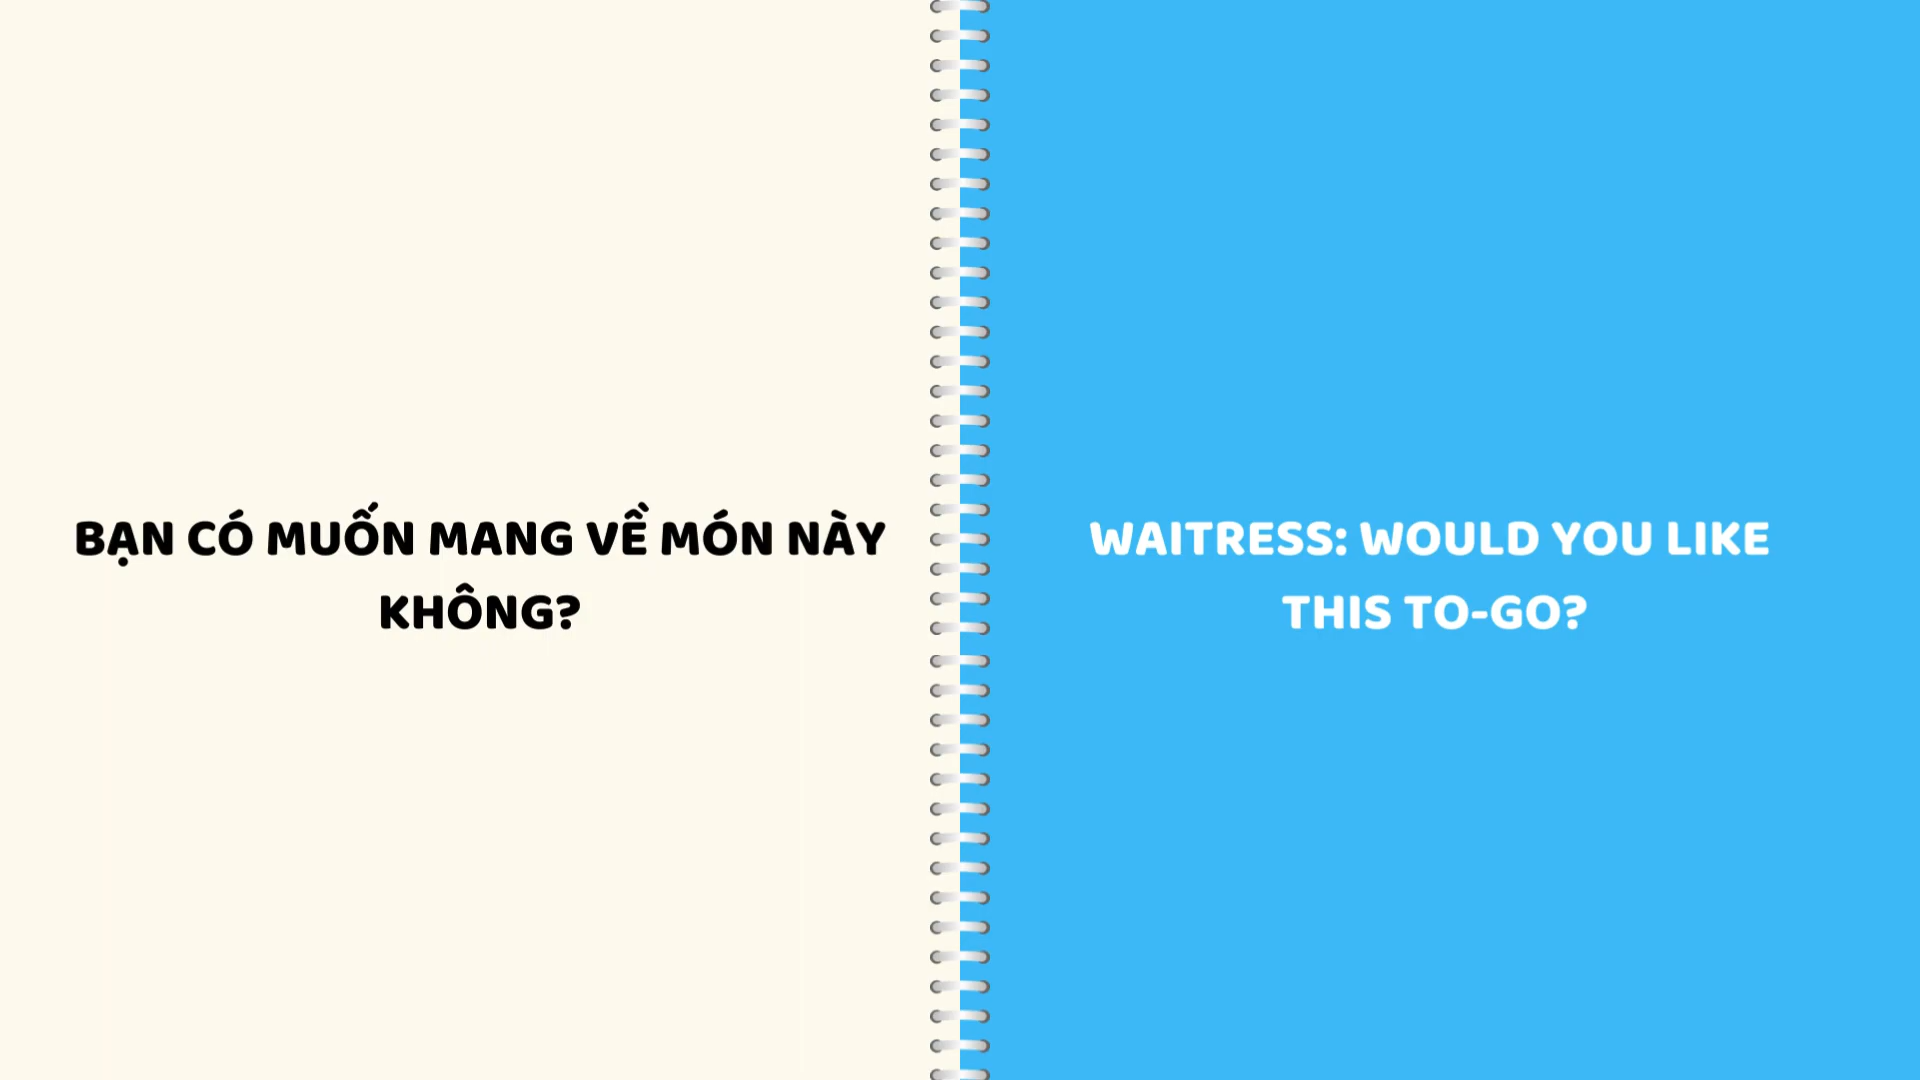 BẠN CÓ MUỐN MANG VỀ MÓN NÀY
KHÔNG?
WAITRESS: WOULD YOU LIKE
THIS TO-GO?